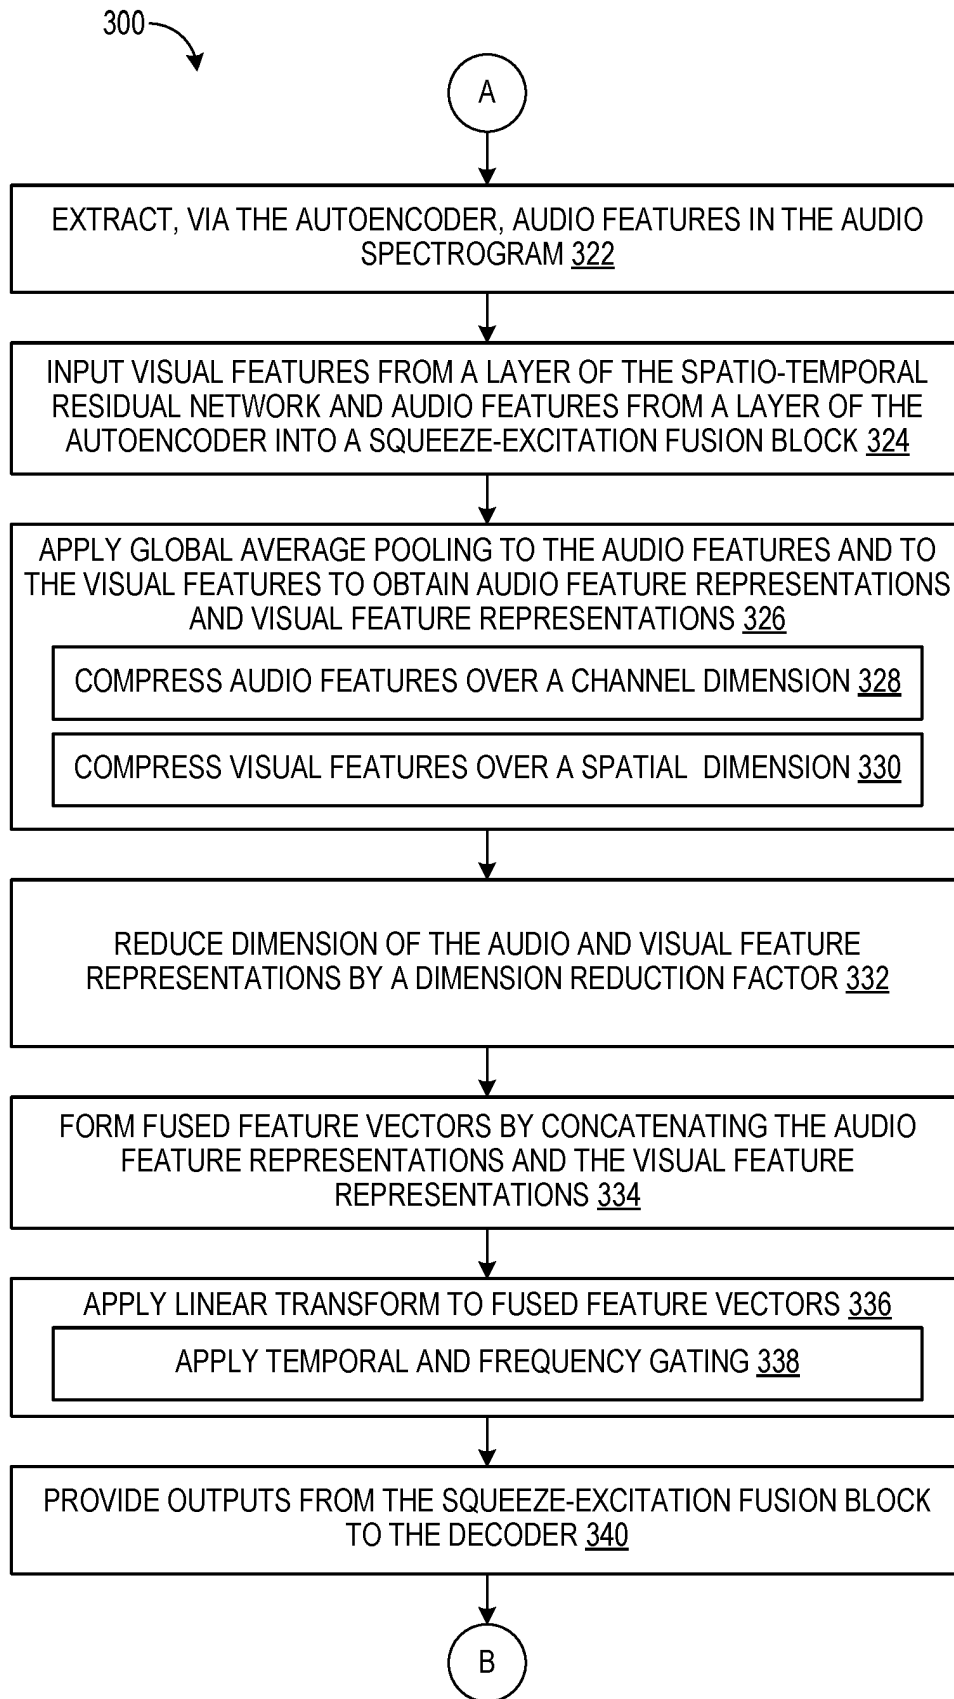 300
A
EXTRACT, VIA THE AUTOENCODER, AUDIO FEATURES IN THE AUDIO
SPECTROGRAM 322
INPUT VISUAL FEATURES FROM A LAYER OF THE SPATIO-TEMPORAL
RESIDUAL NETWORK AND AUDIO FEATURES FROM A LAYER OF THE
AUTOENCODER INTO A SQUEEZE-EXCITATION FUSION BLOCK 324
APPLY GLOBAL AVERAGE POOLING TO THE AUDIO FEATURES AND TO
THE VISUAL FEATURES TO OBTAIN AUDIO FEATURE REPRESENTATIONS
AND VISUAL FEATURE REPRESENTATIONS 326
COMPRESS AUDIO FEATURES OVER A CHANNEL DIMENSION 328
COMPRESS VISUAL FEATURES OVER A SPATIAL DIMENSION 330
REDUCE DIMENSION OF THE AUDIO AND VISUAL FEATURE
REPRESENTATIONS BY A DIMENSION REDUCTION FACTOR 332
FORM FUSED FEATURE VECTORS BY CONCATENATING THE AUDIO
FEATURE REPRESENTATIONS AND THE VISUAL FEATURE
REPRESENTATIONS 334
APPLY LINEAR TRANSFORM TO FUSED FEATURE VECTORS 336
APPLY TEMPORAL AND FREQUENCY GATING 338
PROVIDE OUTPUTS FROM THE SQUEEZE-EXCITATION FUSION BLOCK
TO THE DECODER 340
B